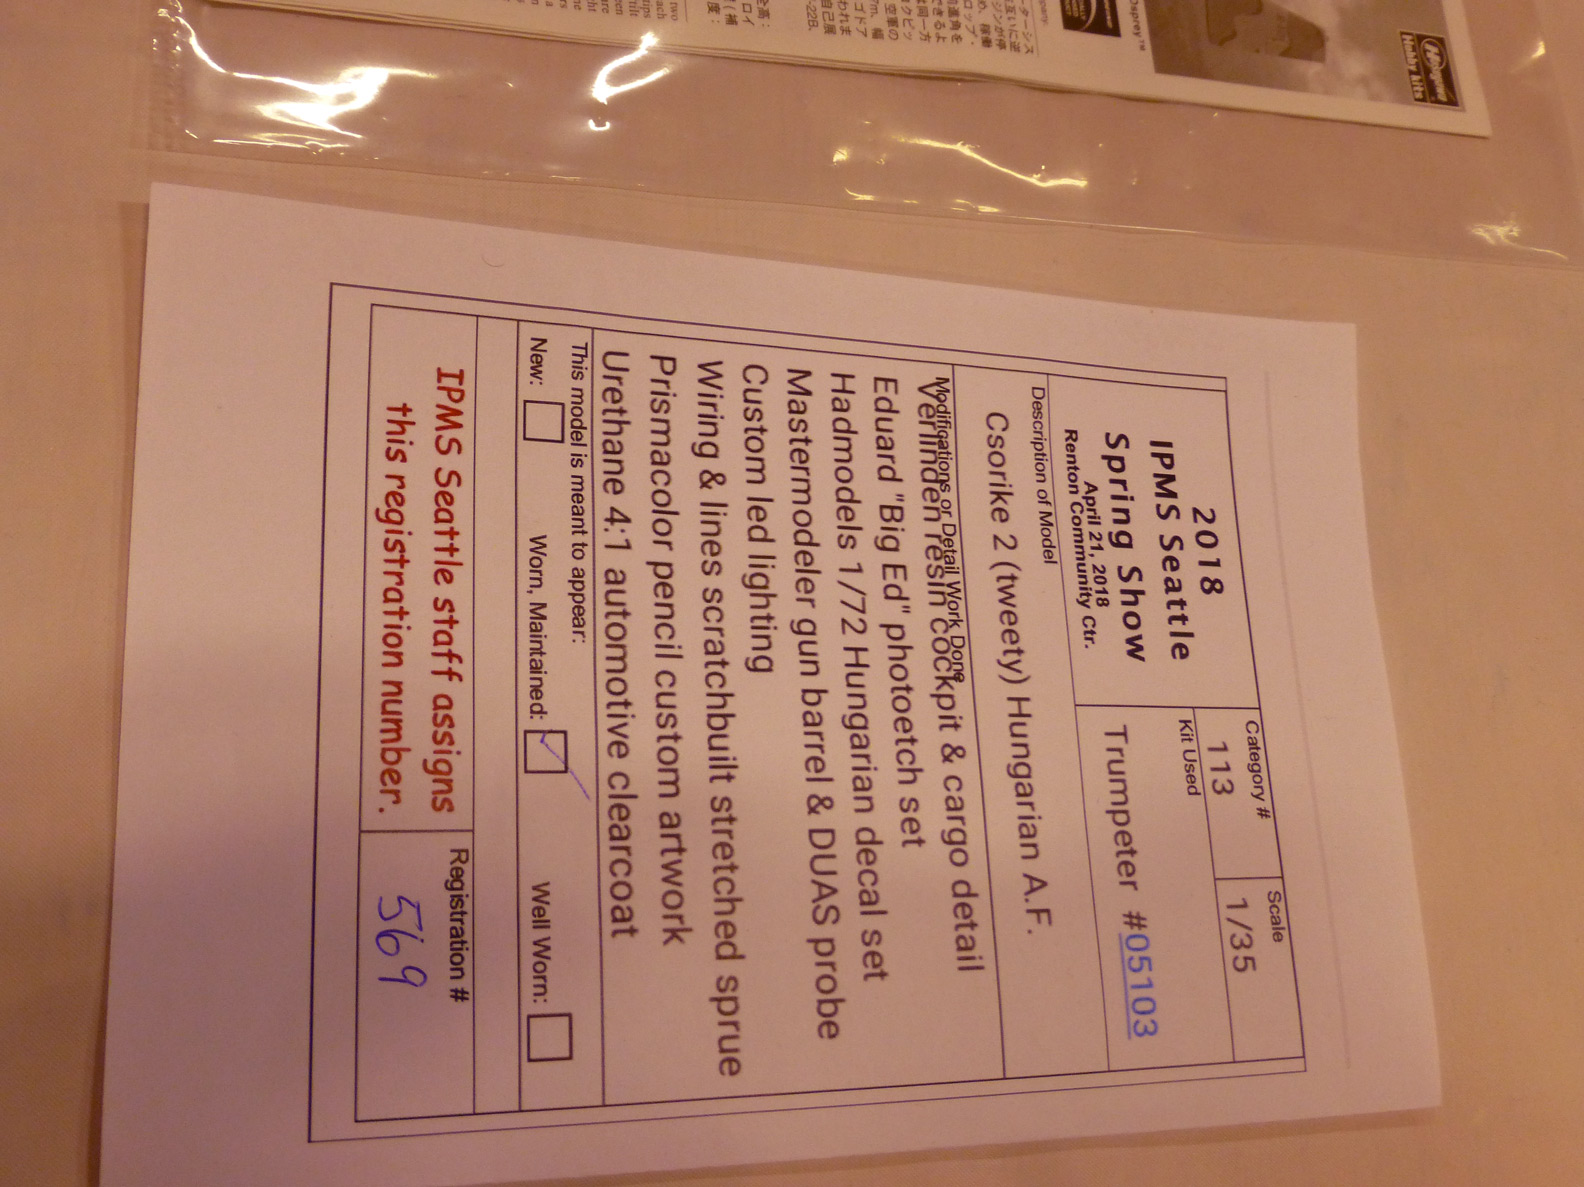 2018
IPMS Seattle
Spring Show
April 21, 2018
Renton Community Ctr.
Category #
113
Scale
1/35
Kit Used
Trumpeter #05103
Description of Model
Csorike 2 (tweety) Hungarian A.F.
Modifications or Detail Work Done
Verlinden resin cockpit & cargo detail
Eduard "Big Ed" photoetch set
Hadmodels 1/72 Hungarian decal set
Mastermodeler gun barrel & DUAS probe
Custom led lighting
Wiring & lines scratchbuilt stretched sprue
Prismacolor pencil custom artwork
Urethane 4:1 automotive clearcoat
This model is meant to appear:
New:
Worn, Maintained:
Well Worn:
IPMS Seattle staff assigns
this registration number.
Registration #
569
Hasegawa
Hobby kits
Osprey™